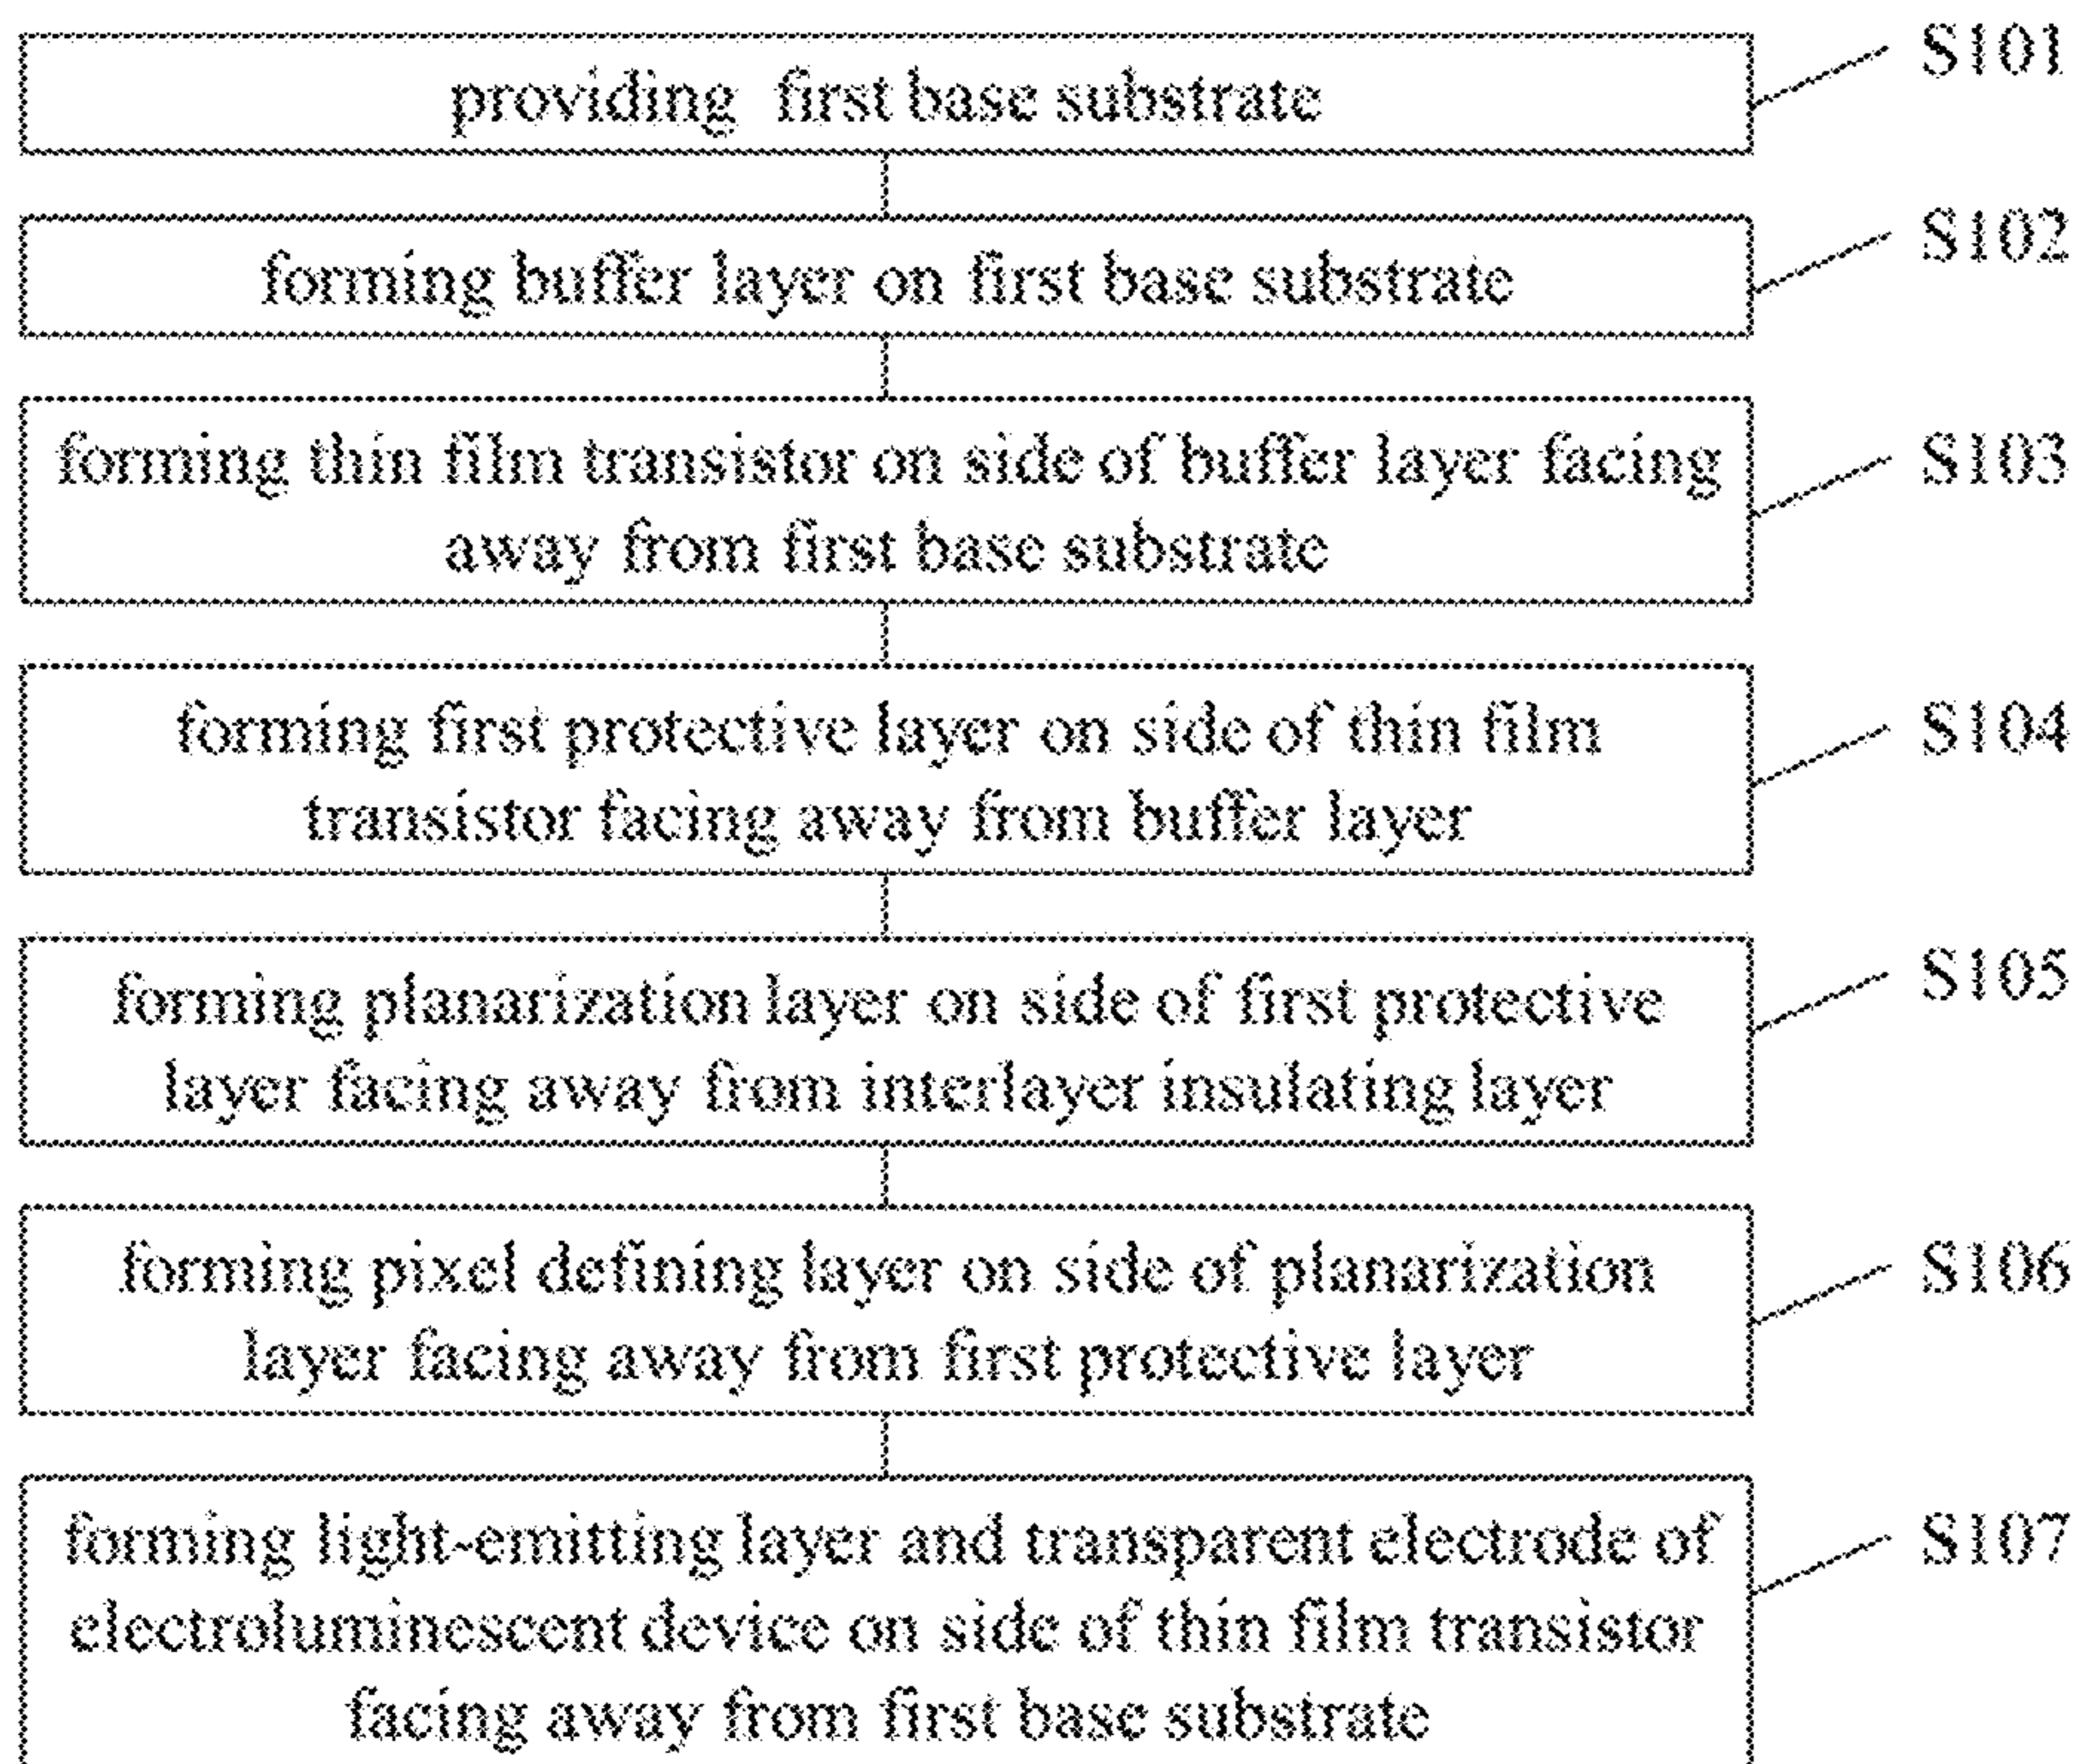 providing first base substrate
S101
forming buffer layer on first base substrate
S102
forming thin film transistor on side of buffer layer facing
away from first base substrate
S103
forming first protective layer on side of thin film
transistor facing away from buffer layer
S104
forming planarization layer on side of first protective
layer facing away from interlayer insulating layer
S105
forming pixel defining layer on side of planarization
layer facing away from first protective layer
S106
forming light-emitting layer and transparent electrode of
electroluminescent device on side of thin film transistor
facing away from first base substrate
S107